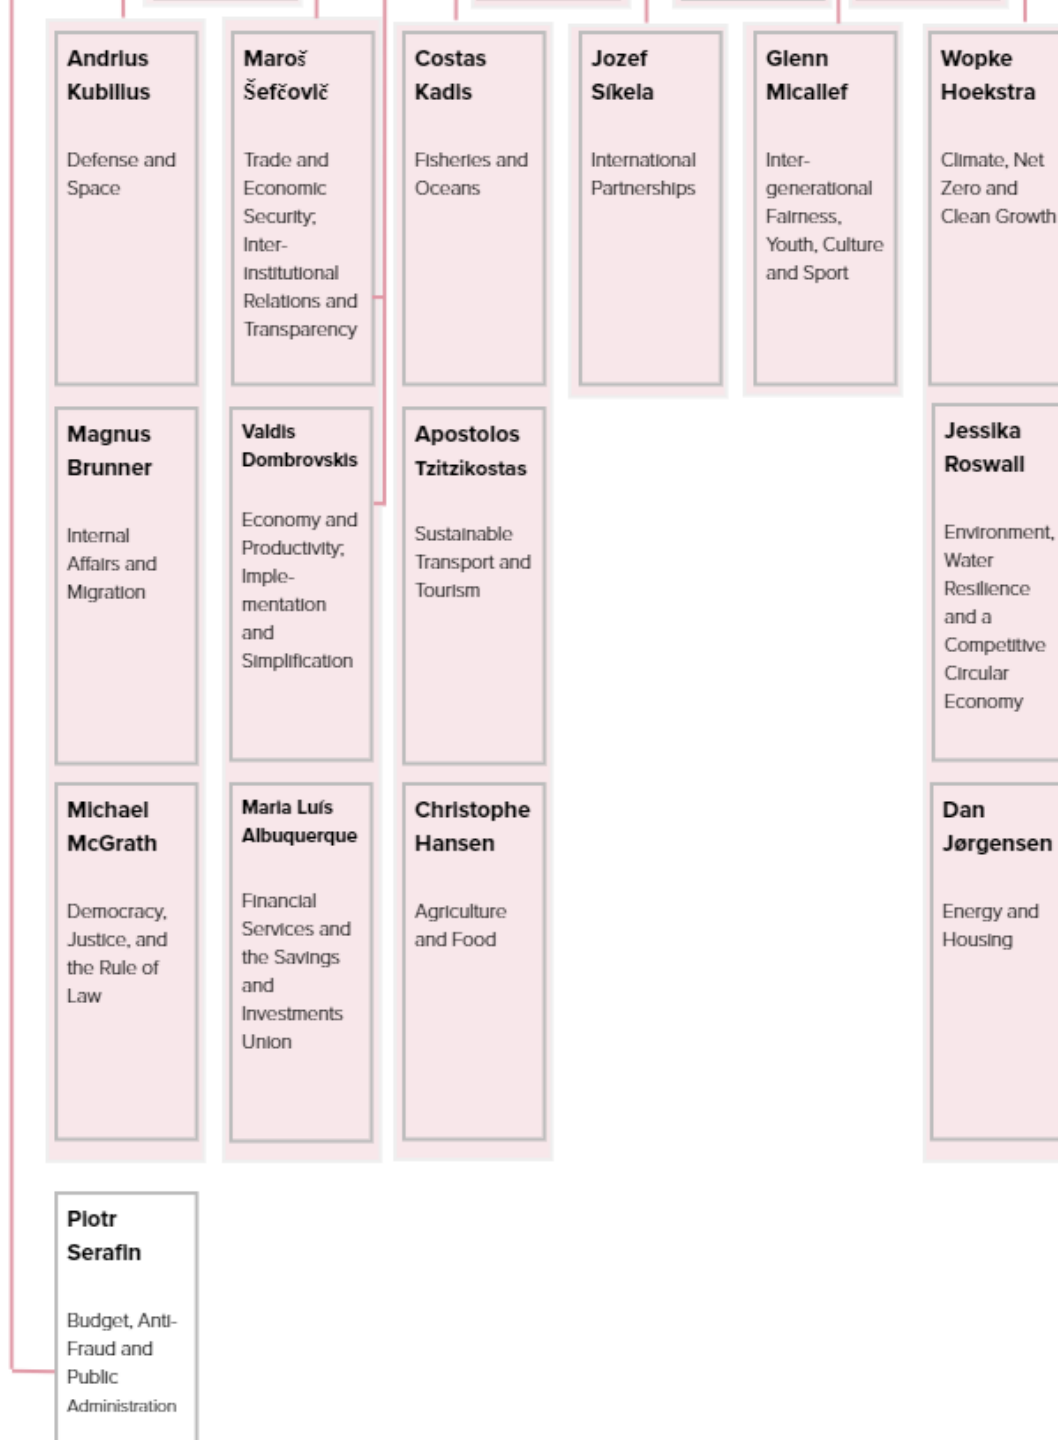 Andrius
Kubilius
Defense and
Space
Maroš
Šefčovič
Trade and
Economic
Security;
Inter-
institutional
Relations and
Transparency
Costas
Kadis
Fisheries and
Oceans
Jozef
Síkela
International
Partnerships
Glenn
Micallef
Inter-
generational
Fairness,
Youth, Culture
and Sport
Wopke
Hoekstra
Climate, Net
Zero and
Clean Growth
Magnus
Brunner
Internal
Affairs and
Migration
Valdis
Dombrovskis
Economy and
Productivity;
Imple-
mentation
and
Simplification
Apostolos
Tzitzikostas
Sustainable
Transport and
Tourism
Jessika
Roswall
Environment,
Water
Resilience
and a
Competitive
Circular
Economy
Michael
McGrath
Democracy,
Justice, and
the Rule of
Law
Maria Luís
Albuquerque
Financial
Services and
the Savings
and
Investments
Union
Christophe
Hansen
Agriculture
and Food
Dan
Jørgensen
Energy and
Housing
Piotr
Serafin
Budget, Anti-
Fraud and
Public
Administration